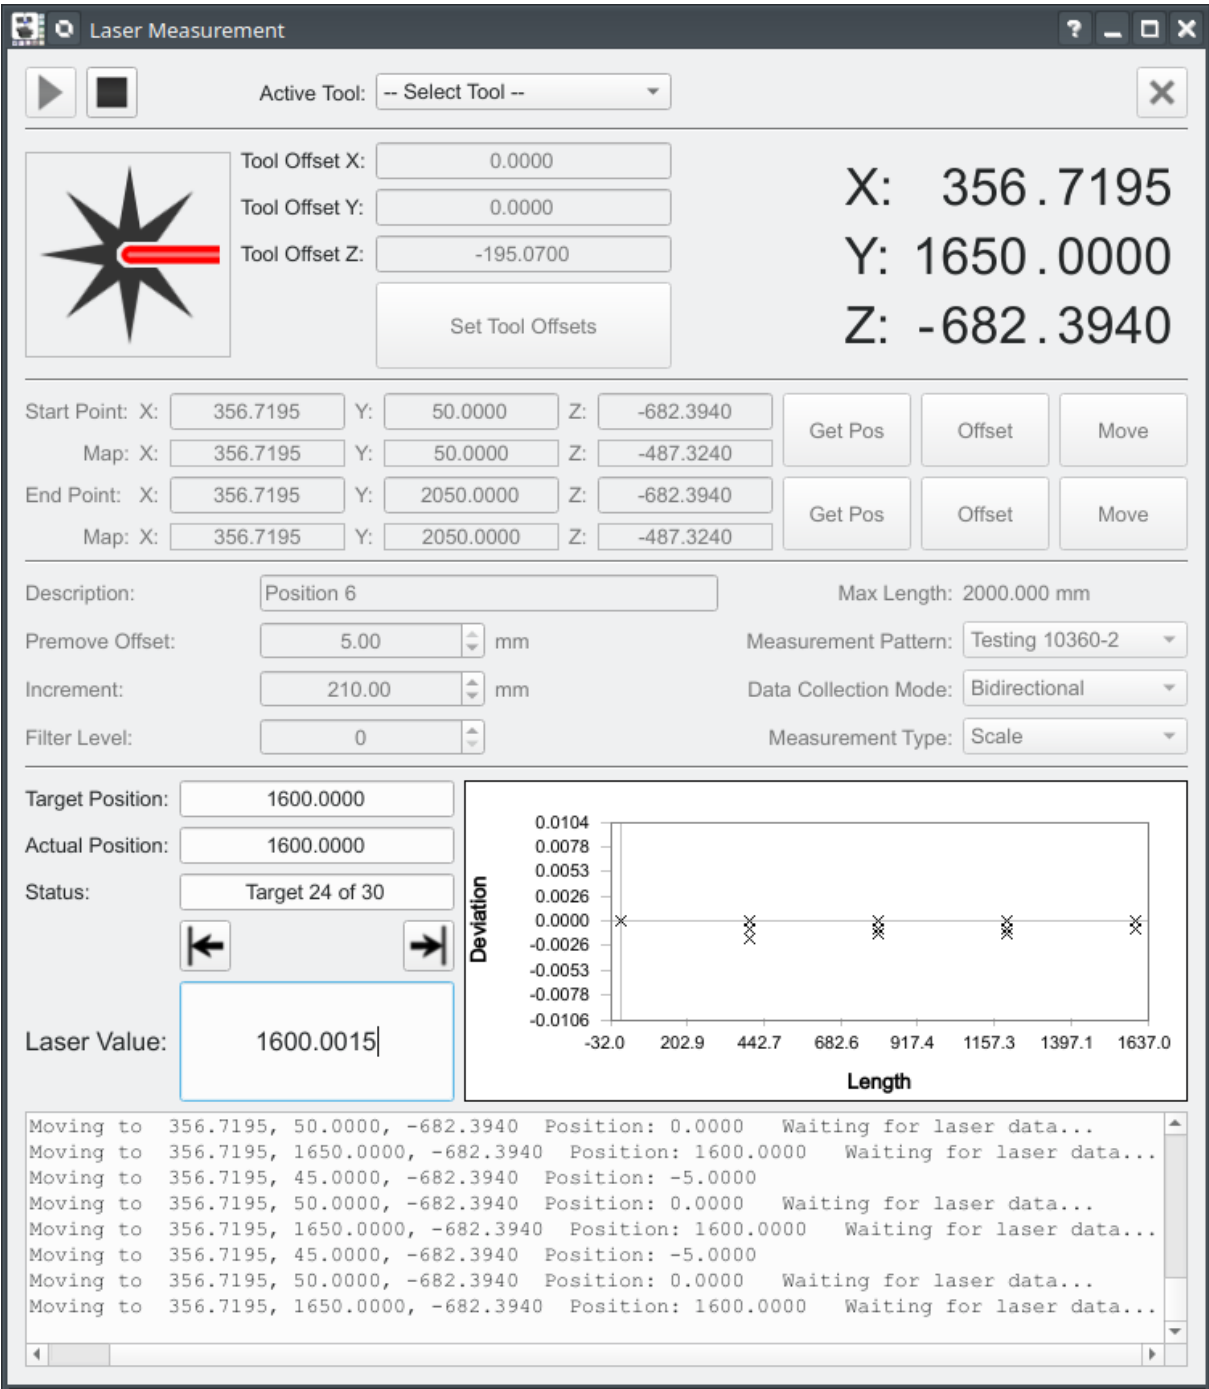 Laser Measurement
Active Tool: -- Select Tool --
Tool Offset X: 0.0000
Tool Offset Y: 0.0000
Tool Offset Z: -195.0700
Set Tool Offsets
X: 356.7195
Y: 1650.0000
Z: -682.3940
Start Point: X: 356.7195 Y: 50.0000 Z: -682.3940
Map: X: 356.7195 Y: 50.0000 Z: -487.3240
Get Pos Offset Move
End Point: X: 356.7195 Y: 2050.0000 Z: -682.3940
Map: X: 356.7195 Y: 2050.0000 Z: -487.3240
Get Pos Offset Move
Description: Position 6 Max Length: 2000.000 mm
Premove Offset: 5.00 mm Measurement Pattern: Testing 10360-2
Increment: 210.00 mm Data Collection Mode: Bidirectional
Filter Level: 0 Measurement Type: Scale
Target Position: 1600.0000
Actual Position: 1600.0000
Status: Target 24 of 30
Laser Value: 1600.0015
Deviation
0.0104
0.0078
0.0053
0.0026
0.0000
-0.0026
-0.0053
-0.0078
-0.0106
-32.0 202.9 442.7 682.6 917.4 1157.3 1397.1 1637.0
Length
Moving to 356.7195, 50.0000, -682.3940 Position: 0.0000 Waiting for laser data...
Moving to 356.7195, 1650.0000, -682.3940 Position: 1600.0000 Waiting for laser data...
Moving to 356.7195, 45.0000, -682.3940 Position: -5.0000
Moving to 356.7195, 50.0000, -682.3940 Position: 0.0000 Waiting for laser data...
Moving to 356.7195, 1650.0000, -682.3940 Position: 1600.0000 Waiting for laser data...
Moving to 356.7195, 45.0000, -682.3940 Position: -5.0000
Moving to 356.7195, 50.0000, -682.3940 Position: 0.0000 Waiting for laser data...
Moving to 356.7195, 1650.0000, -682.3940 Position: 1600.0000 Waiting for laser data...